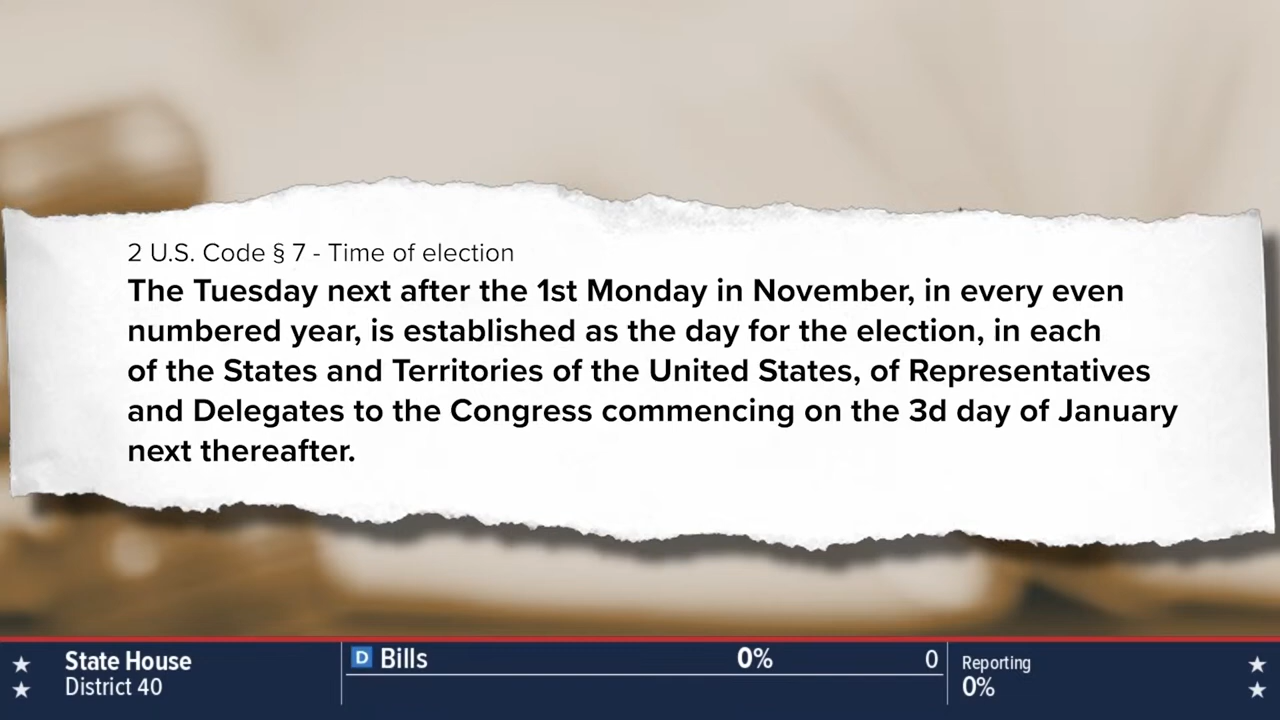 2 U.S. Code § 7 - Time of election
The Tuesday next after the 1st Monday in November, in every even
numbered year, is established as the day for the election, in each
of the States and Territories of the United States, of Representatives
and Delegates to the Congress commencing on the 3d day of January
next thereafter.
State House
District 40
D Bills 0% 0
Reporting
0%